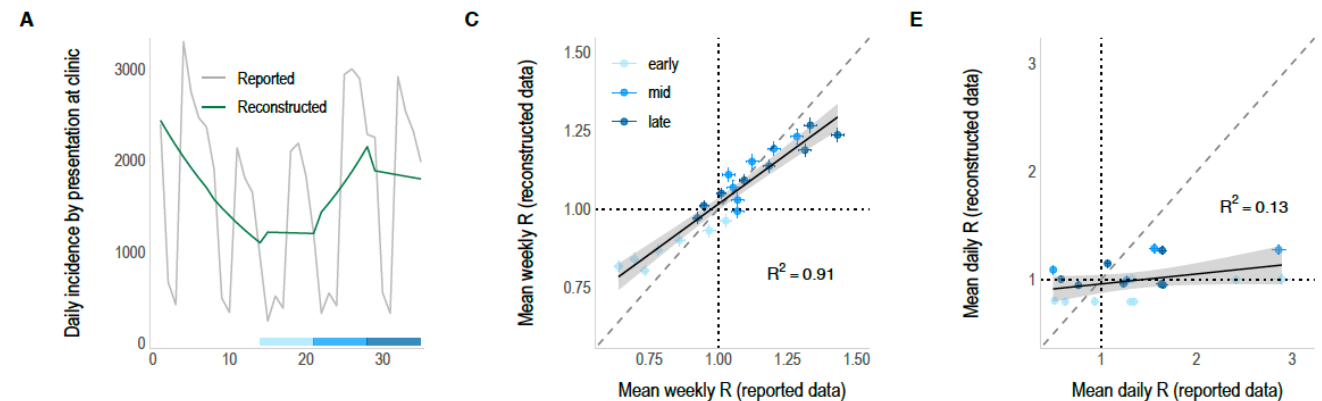 A
Daily incidence by presentation at clinic
3000
2000
1000
0
Reported
Reconstructed
0 10 20 30
C
Mean weekly R (reconstructed data)
1.50
1.25
1.00
0.75
early
mid
late
R² = 0.91
0.75 1.00 1.25 1.50
Mean weekly R (reported data)
E
Mean daily R (reconstructed data)
3
2
1
R² = 0.13
1 2 3
Mean daily R (reported data)